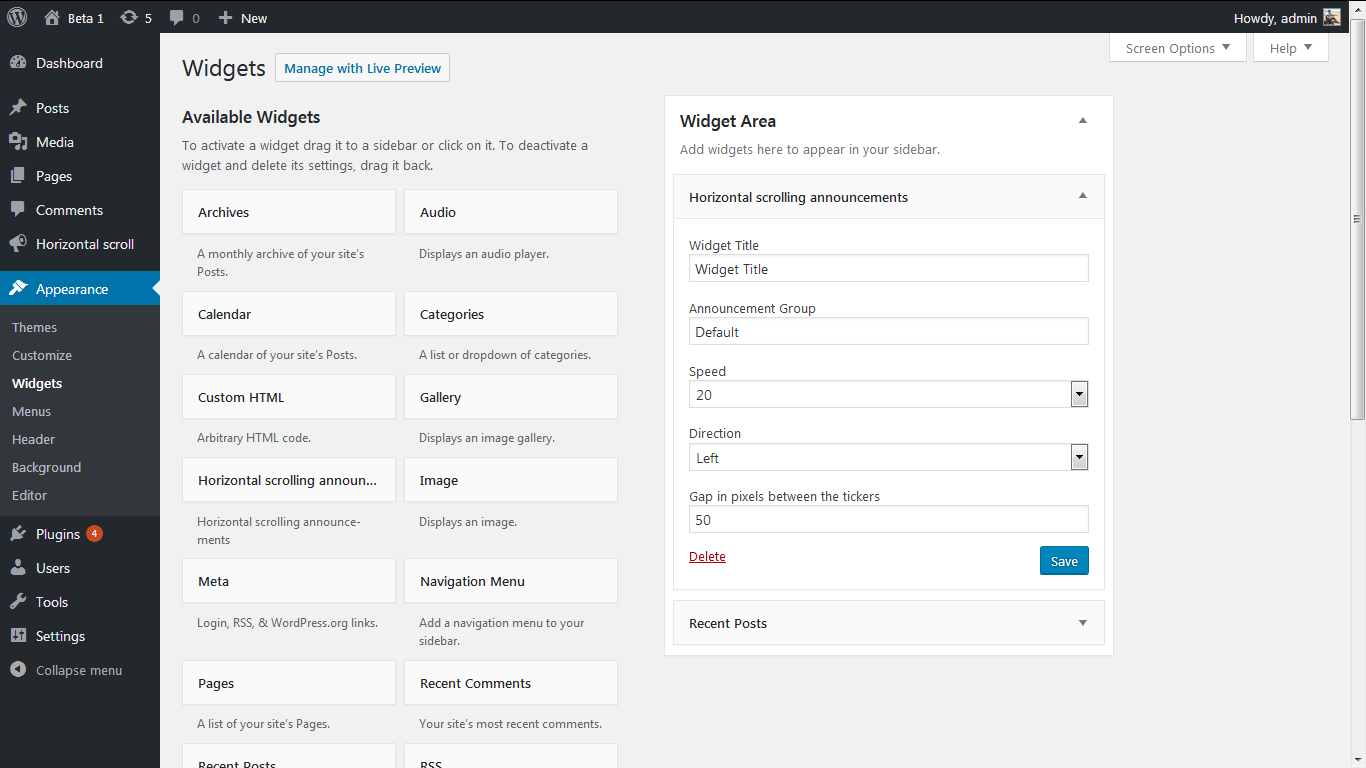 Beta 1
5
0
New
Howdy, admin
Dashboard
Posts
Media
Pages
Comments
Horizontal scroll
Appearance
Themes
Customize
Widgets
Menus
Header
Background
Editor
Plugins 4
Users
Tools
Settings
Collapse menu
Screen Options
Help
Widgets
Manage with Live Preview
Available Widgets
To activate a widget drag it to a sidebar or click on it. To deactivate a
widget and delete its settings, drag it back.
Archives
A monthly archive of your site’s
Posts.
Audio
Displays an audio player.
Calendar
A calendar of your site’s Posts.
Categories
A list or dropdown of categories.
Custom HTML
Arbitrary HTML code.
Gallery
Displays an image gallery.
Horizontal scrolling announ...
Horizontal scrolling announce-
ments
Image
Displays an image.
Meta
Login, RSS, & WordPress.org links.
Navigation Menu
Add a navigation menu to your
sidebar.
Pages
A list of your site’s Pages.
Recent Comments
Your site’s most recent comments.
Recent Posts
RSS
Widget Area
Add widgets here to appear in your sidebar.
Horizontal scrolling announcements
Widget Title
Widget Title
Announcement Group
Default
Speed
20
Direction
Left
Gap in pixels between the tickers
50
Delete
Save
Recent Posts